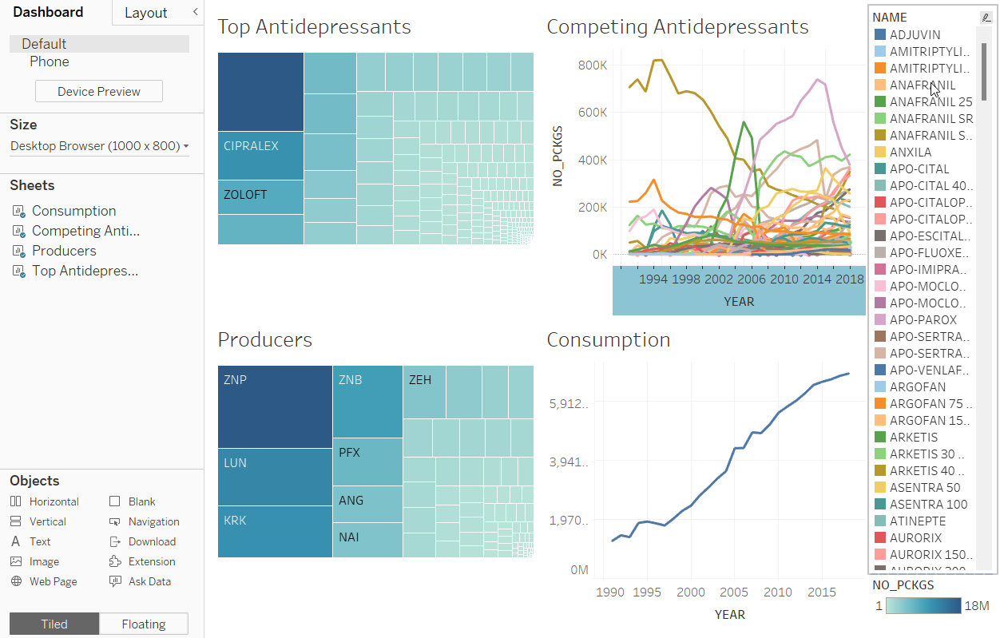 Dashboard
Layout
Default
Phone
Device Preview
Size
Desktop Browser (1000 x 800)
Sheets
Consumption
Competing Anti...
Producers
Top Antidepres...
Objects
Horizontal
Blank
Vertical
Navigation
A Text
Download
Image
Extension
Web Page
Ask Data
Tiled
Floating
Top Antidepressants
CIPRALEX
ZOLOFT
Competing Antidepressants
800K
600K
400K
200K
0K
NO_PCKGS
1994 1998 2002 2006 2010 2014 2018
YEAR
Producers
ZNP
LUN
KRK
ZNB
PFX
ANG
NAI
ZEH
Consumption
5,912..
3,941..
1,970..
0M
1990 1995 2000 2005 2010 2015
YEAR
NAME
ADJUVIN
AMITRIPTYLI..
AMITRIPTYLI..
ANAFRANIL
ANAFRANIL 25
ANAFRANIL SR
ANAFRANIL S..
ANXILA
APO-CITAL
APO-CITAL 40..
APO-CITALOP..
APO-CITALOP..
APO-ESCITAL..
APO-FLUOXE..
APO-IMIPRA..
APO-MOCLO..
APO-MOCLO..
APO-PAROX
APO-SERTRA..
APO-SERTRA..
APO-VENLAF..
ARGOFAN
ARGOFAN 75 ..
ARGOFAN 15..
ARKETIS
ARKETIS 30 ..
ARKETIS 40 ..
ASENTRA 50
ASENTRA 100
ATINEPTE
AURORIX
AURORIX 150..
AURORIX 300..
NO_PCKGS
1
18M